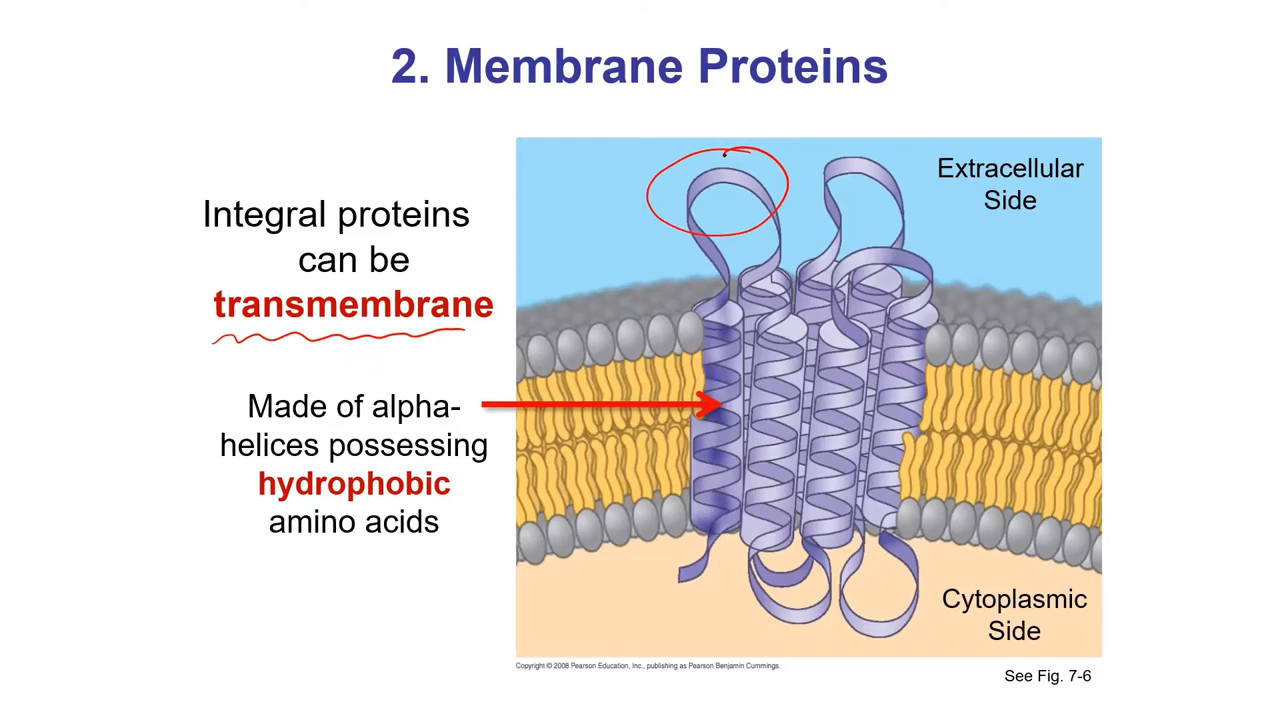 2. Membrane Proteins
Integral proteins
can be
transmembrane
Made of alpha-
helices possessing
hydrophobic
amino acids
Extracellular
Side
Cytoplasmic
Side
Copyright © 2008 Pearson Education, Inc., publishing as Pearson Benjamin Cummings.
See Fig. 7-6